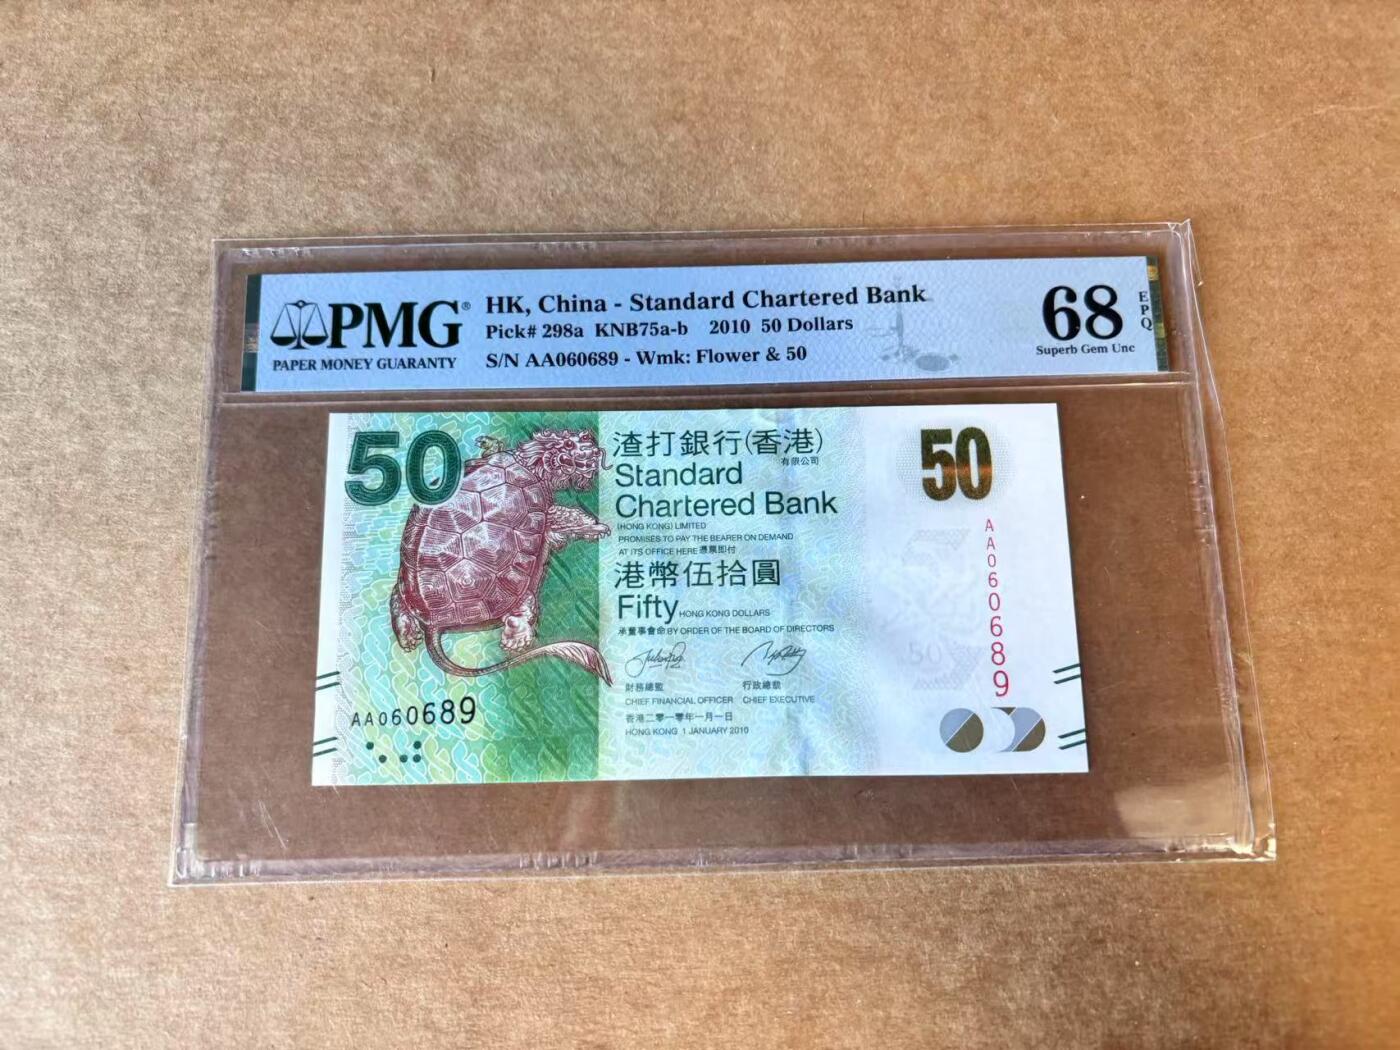 PMG®
PAPER MONEY GUARANTY
HK, China - Standard Chartered Bank
Pick# 298a KNB75a-b 2010 50 Dollars
S/N AA060689 - Wmk: Flower & 50
68
EPQ
Superb Gem Unc
50
渣打銀行(香港)
有限公司
Standard
Chartered Bank
(HONG KONG) LIMITED
PROMISES TO PAY THE BEARER ON DEMAND
AT ITS OFFICE HERE 憑票即付
港幣伍拾圓
Fifty HONG KONG DOLLARS
承董事會命 BY ORDER OF THE BOARD OF DIRECTORS
財務總監 行政總裁
CHIEF FINANCIAL OFFICER CHIEF EXECUTIVE
香港二零一零年一月一日
HONG KONG 1 JANUARY 2010
AA060689
50
AA060689
50